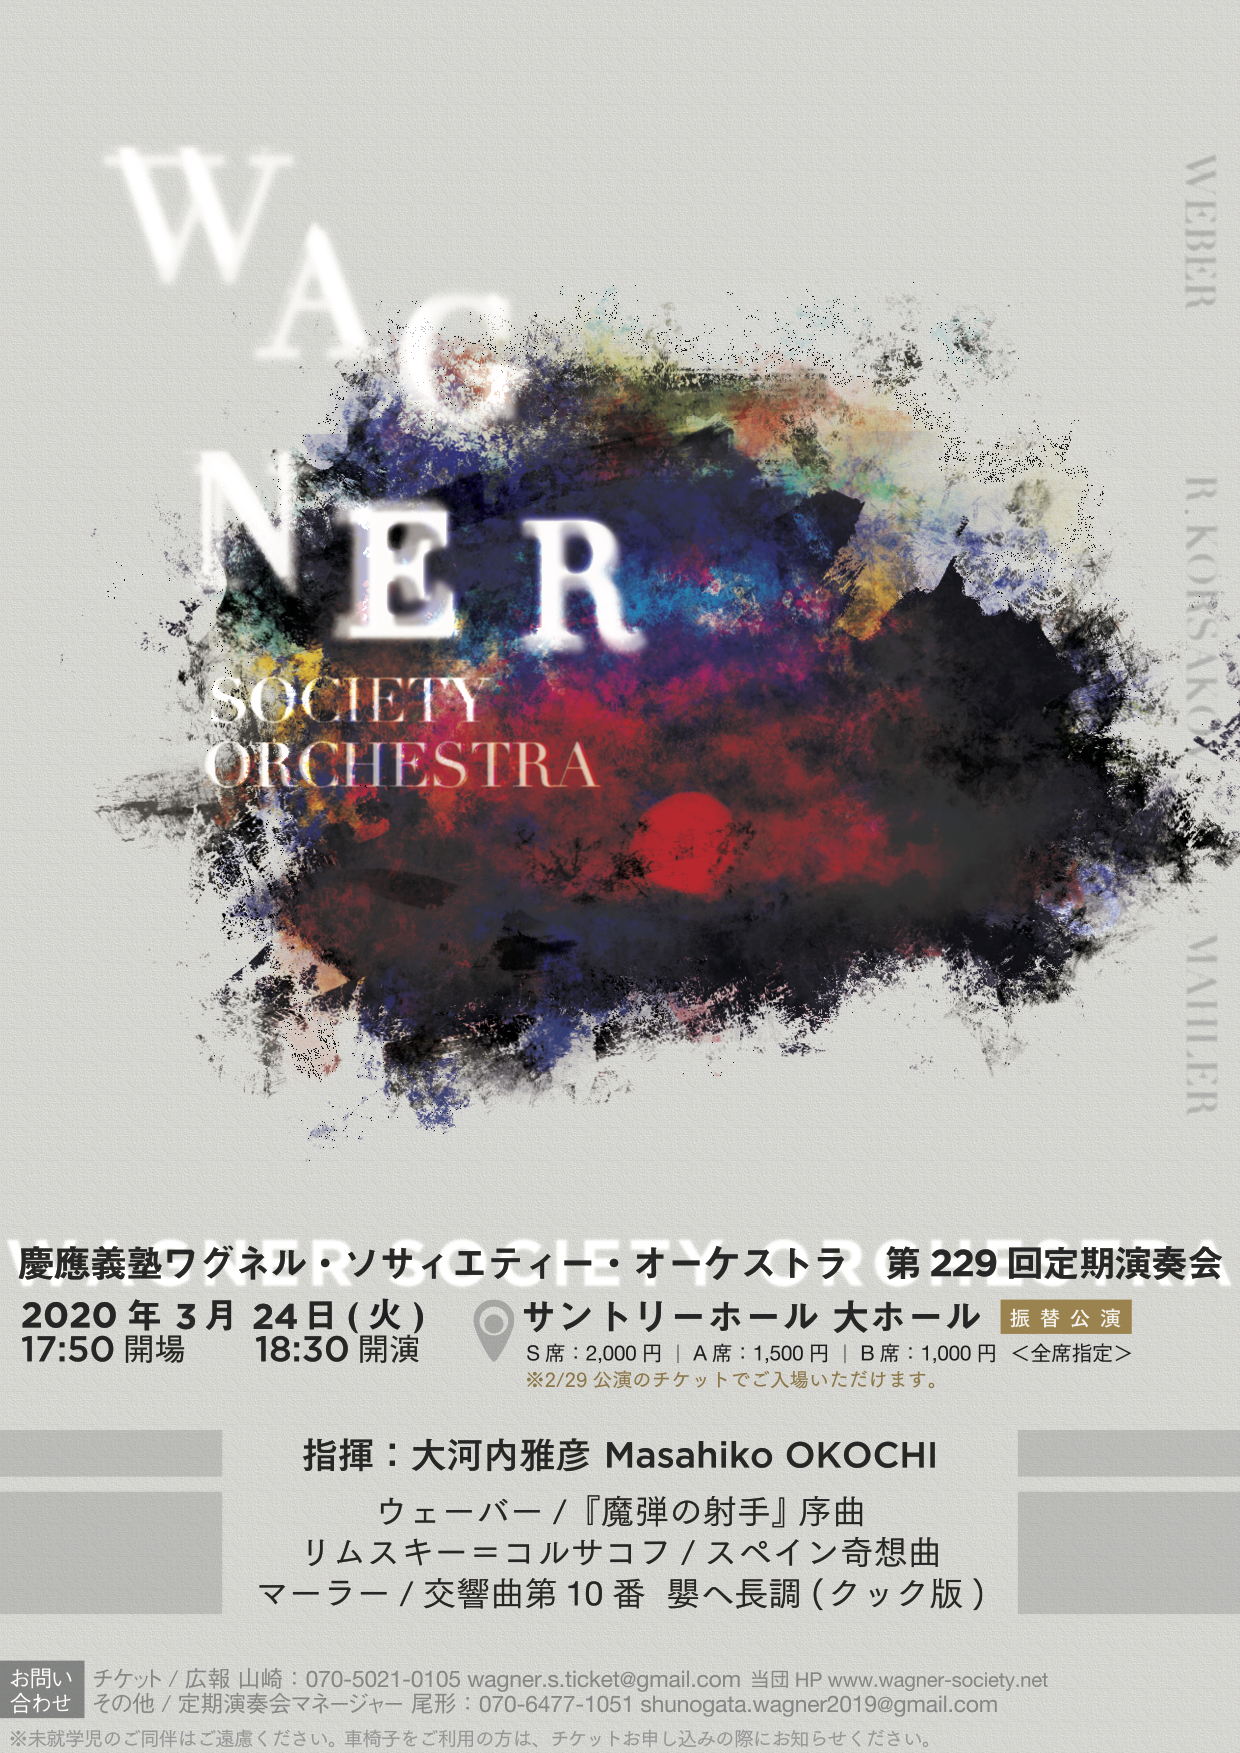 WAG
NER
SOCIETY
ORCHESTRA
WEBER
R. KORSAKOV
MAHLER
WAGNER SOCIETY ORCHESTRA
慶應義塾ワグネル・ソサィエティー・オーケストラ 第229回定期演奏会
2020年3月24日(火)
17:50開場 18:30開演
サントリーホール 大ホール 振替公演
S席：2,000円 | A席：1,500円 | B席：1,000円 ＜全席指定＞
※2/29公演のチケットでご入場いただけます。
指揮：大河内雅彦 Masahiko OKOCHI
ウェーバー /『魔弾の射手』序曲
リムスキー＝コルサコフ / スペイン奇想曲
マーラー / 交響曲第10番 嬰ヘ長調(クック版)
お問い合わせ
チケット / 広報 山崎：070-5021-0105 wagner.s.ticket@gmail.com 当団HP www.wagner-society.net
その他 / 定期演奏会マネージャー 尾形：070-6477-1051 shunogata.wagner2019@gmail.com
※未就学児のご同伴はご遠慮ください。車椅子をご利用の方は、チケットお申し込みの際にお知らせください。